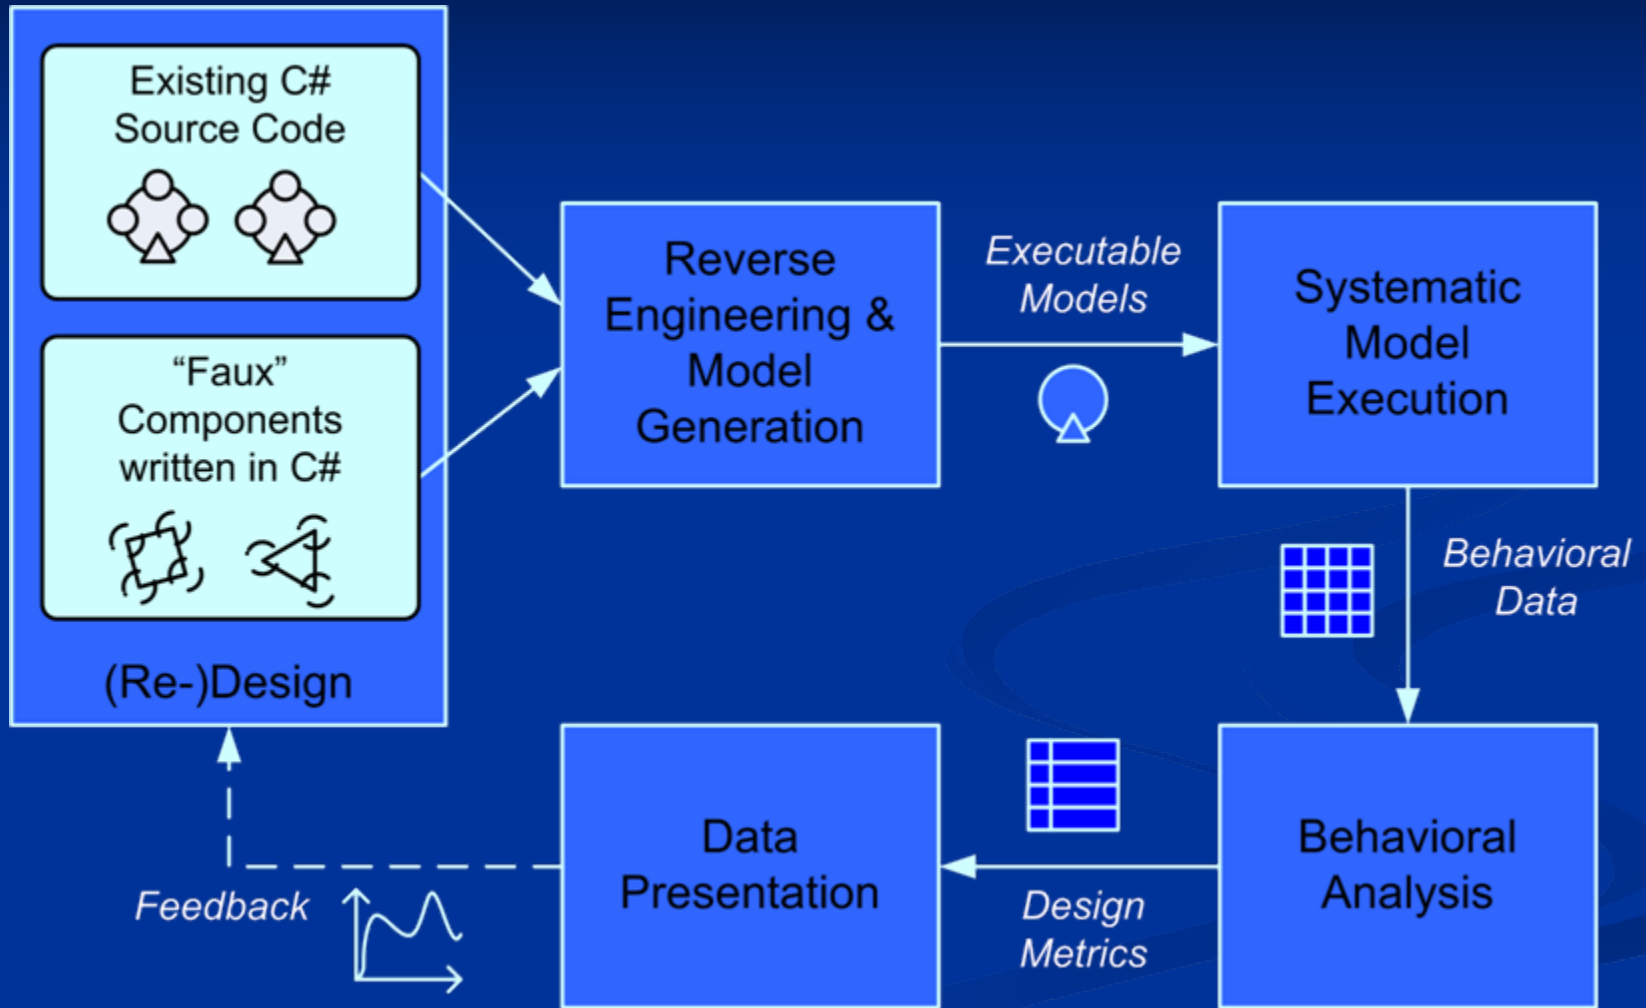 Existing C#
Source Code
“Faux”
Components
written in C#
(Re-)Design
Reverse
Engineering &
Model
Generation
Executable
Models
Systematic
Model
Execution
Behavioral
Data
Behavioral
Analysis
Design
Metrics
Data
Presentation
Feedback